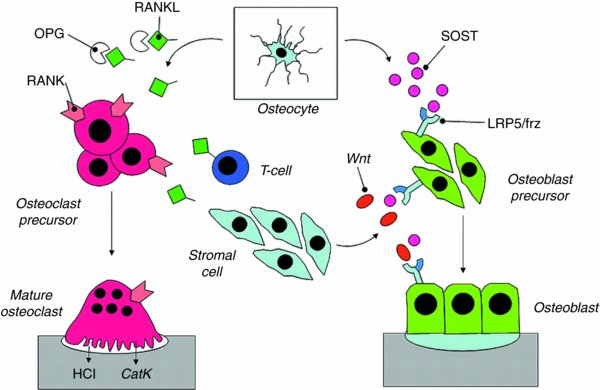 RANKL
OPG
SOST
RANK
Osteocyte
LRP5/frz
T-cell
Wnt
Osteoblast
precursor
Osteoclast
precursor
Stromal
cell
Mature
osteoclast
Osteoblast
HCl
CatK